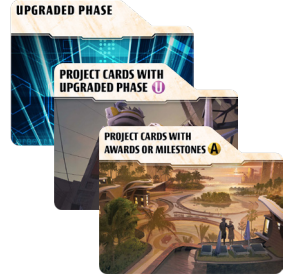 UPGRADED PHASE
PROJECT CARDS WITH
UPGRADED PHASE U
PROJECT CARDS WITH
AWARDS OR MILESTONES A